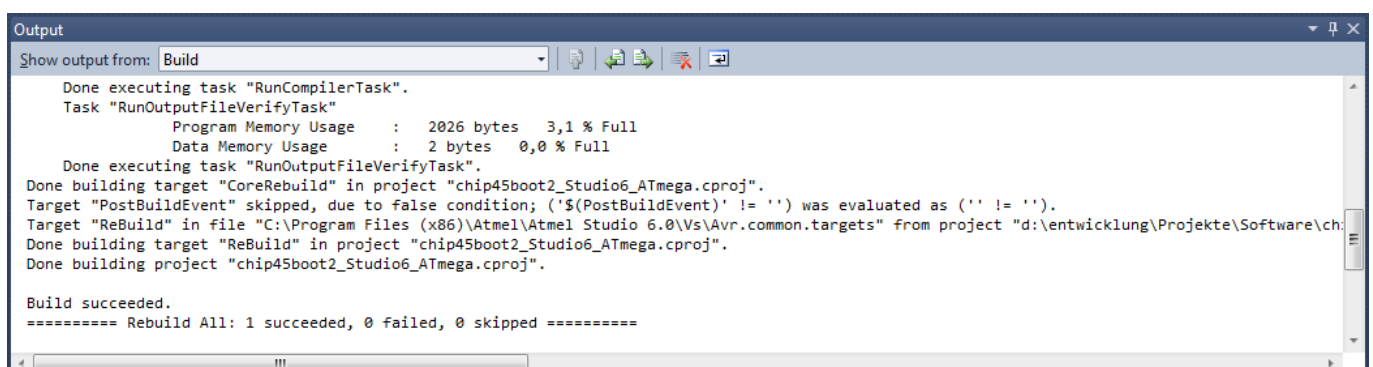 Output
Show output from: Build
Done executing task "RunCompilerTask".
Task "RunOutputFileVerifyTask"
Program Memory Usage : 2026 bytes 3,1 % Full
Data Memory Usage : 2 bytes 0,0 % Full
Done executing task "RunOutputFileVerifyTask".
Done building target "CoreRebuild" in project "chip45boot2_Studio6_ATmega.cproj".
Target "PostBuildEvent" skipped, due to false condition; ('$(PostBuildEvent)' != '') was evaluated as ('' != '').
Target "ReBuild" in file "C:\Program Files (x86)\Atmel\Atmel Studio 6.0\Vs\Avr.common.targets" from project "d:\entwicklung\Projekte\Software\ch
Done building target "ReBuild" in project "chip45boot2_Studio6_ATmega.cproj".
Done building project "chip45boot2_Studio6_ATmega.cproj".
Build succeeded.
========== Rebuild All: 1 succeeded, 0 failed, 0 skipped ==========